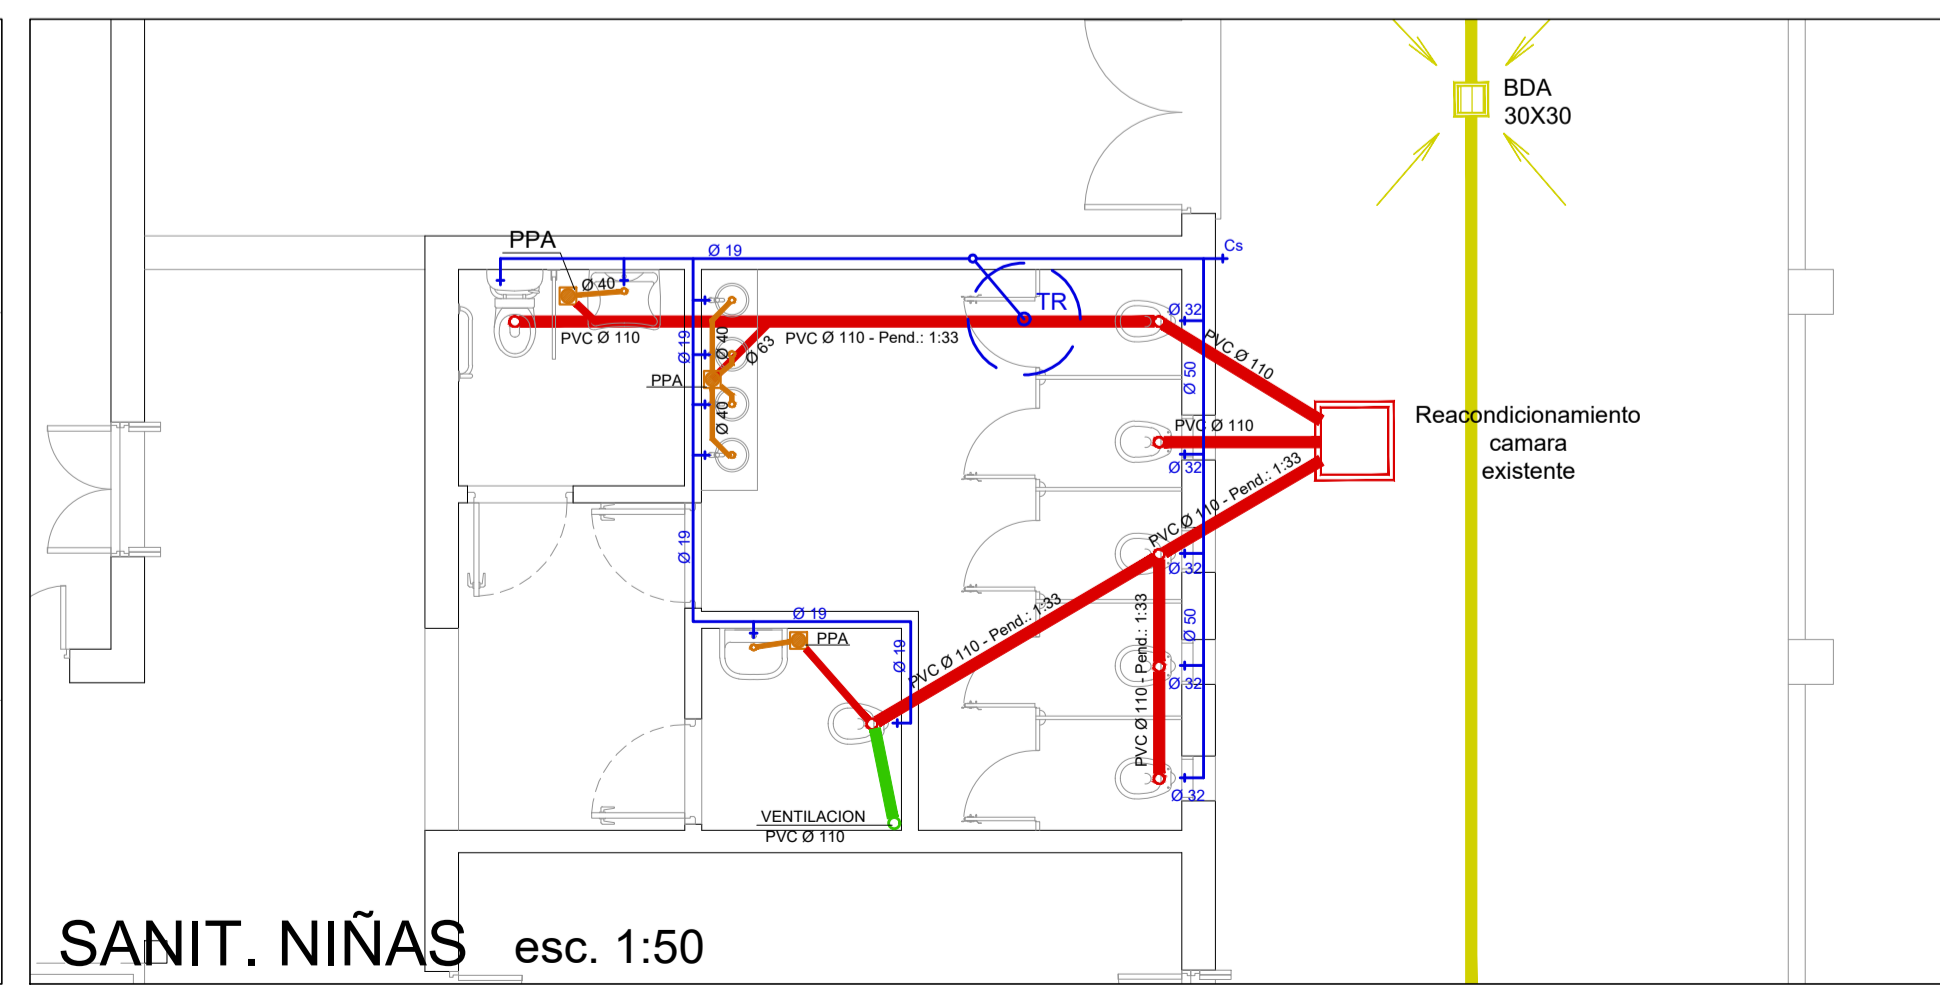 BDA
30X30
PPA
Ø 19
Cs
Ø 40
TR
Ø 32
PVC Ø 110
Ø 19
Ø 40
Ø 63
PVC Ø 110 - Pend.: 1:33
PVC Ø 110
Ø 50
PPA
Ø 40
PVC Ø 110
Reacondicionamiento
camara
existente
Ø 32
PVC Ø 110 - Pend.: 1:33
Ø 19
Ø 32
Ø 19
PPA
Ø 19
PVC Ø 110 - Pend.: 1:33
PVC Ø 110 - Pend.: 1:33
Ø 50
Ø 32
Ø 32
VENTILACION
PVC Ø 110
SANIT. NIÑAS esc. 1:50